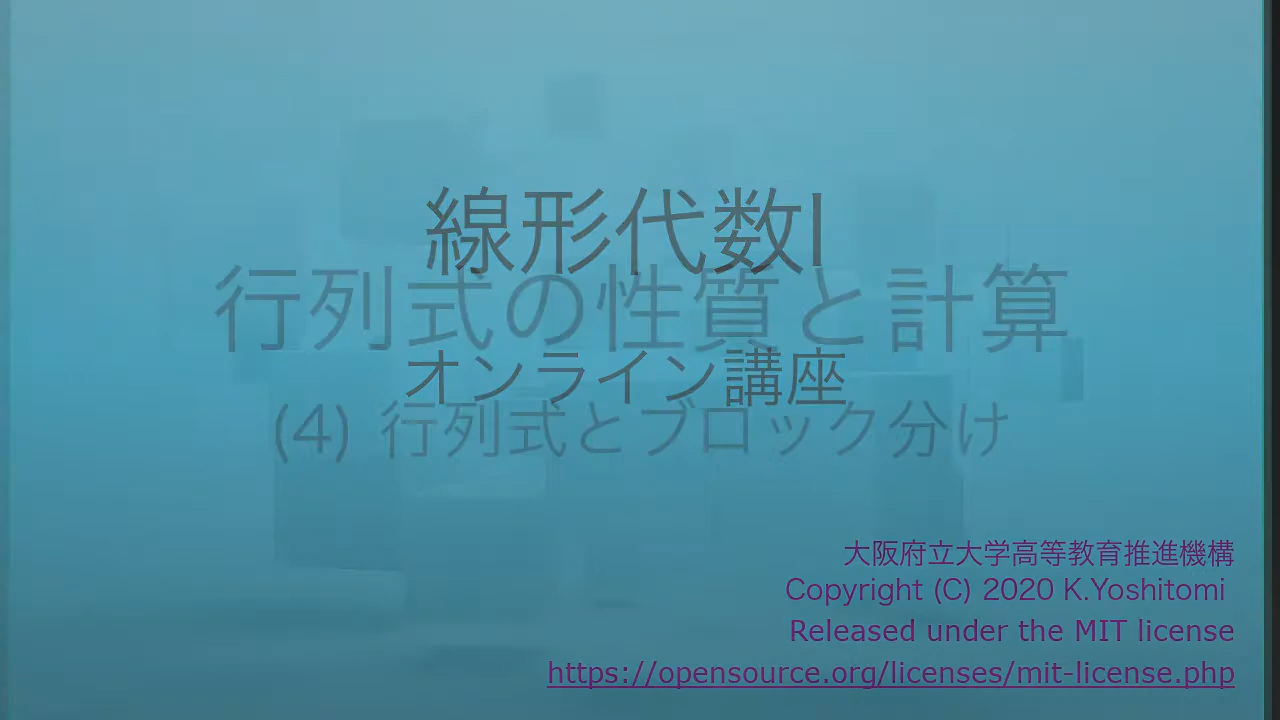 線形代数I
行列式の性質と計算
オンライン講座
(4) 行列式とブロック分け
大阪府立大学高等教育推進機構
Copyright (C) 2020 K.Yoshitomi
Released under the MIT license
https://opensource.org/licenses/mit-license.php